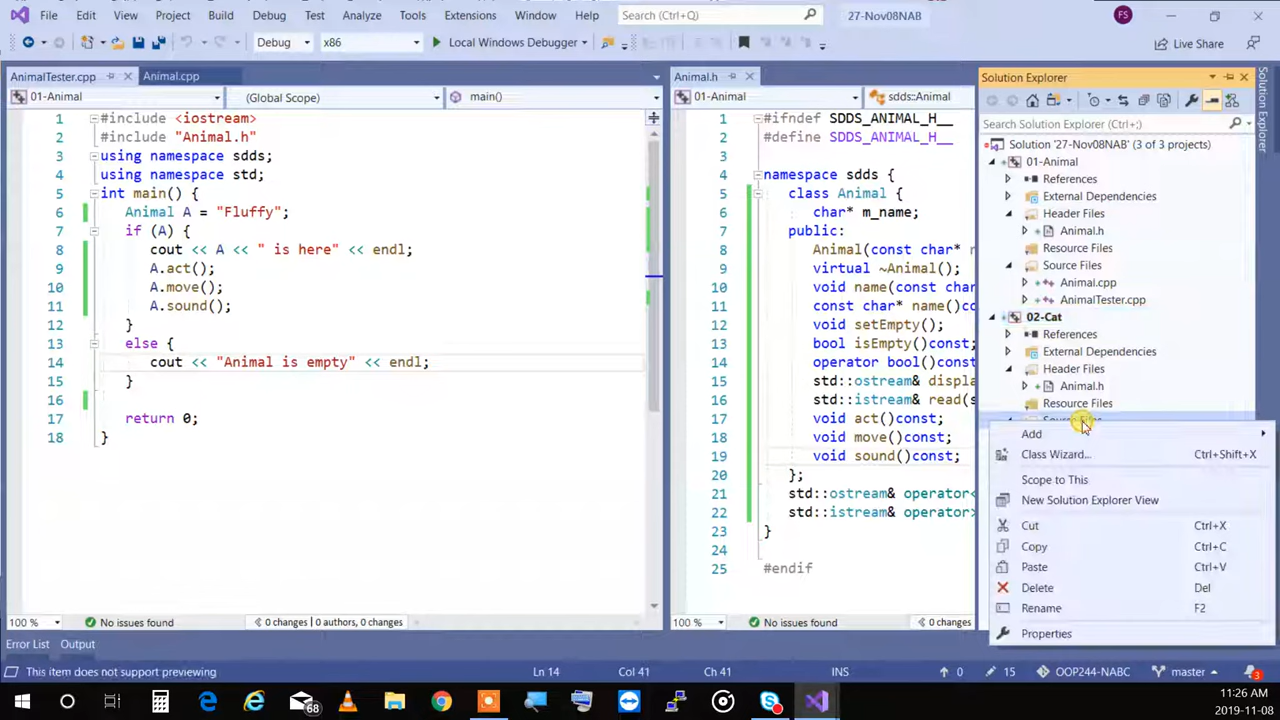 File Edit View Project Build Debug Test Analyze Tools Extensions Window Help Search (Ctrl+Q) 27-Nov08NAB FS
Debug x86 Local Windows Debugger Live Share
AnimalTester.cpp Animal.cpp
01-Animal (Global Scope) main()
1 #include <iostream>
2 #include "Animal.h"
3 using namespace sdds;
4 using namespace std;
5 int main() {
6 Animal A = "Fluffy";
7 if (A) {
8 cout << A << " is here" << endl;
9 A.act();
10 A.move();
11 A.sound();
12 }
13 else {
14 cout << "Animal is empty" << endl;
15 }
16
17 return 0;
18 }
100 % No issues found 0 changes | 0 authors, 0 changes
Animal.h
01-Animal sdds::Animal
1 #ifndef SDDS_ANIMAL_H__
2 #define SDDS_ANIMAL_H__
3
4 namespace sdds {
5 class Animal {
6 char* m_name;
7 public:
8 Animal(const char* n
9 virtual ~Animal();
10 void name(const char
11 const char* name()co
12 void setEmpty();
13 bool isEmpty()const;
14 operator bool()const
15 std::ostream& displa
16 std::istream& read(s
17 void act()const;
18 void move()const;
19 void sound()const;
20 };
21 std::ostream& operator<
22 std::istream& operator>
23 }
24
25 #endif
100 % No issues found 0 changes
Solution Explorer
Search Solution Explorer (Ctrl+;)
Solution '27-Nov08NAB' (3 of 3 projects)
01-Animal
References
External Dependencies
Header Files
Animal.h
Resource Files
Source Files
Animal.cpp
AnimalTester.cpp
02-Cat
References
External Dependencies
Header Files
Animal.h
Resource Files
Add
Class Wizard... Ctrl+Shift+X
Scope to This
New Solution Explorer View
Cut Ctrl+X
Copy Ctrl+C
Paste Ctrl+V
Delete Del
Rename F2
Properties
Solution Explorer
Error List Output
This item does not support previewing Ln 14 Col 41 Ch 41 INS 0 15 OOP244-NABC master 3
68
11:26 AM
2019-11-08